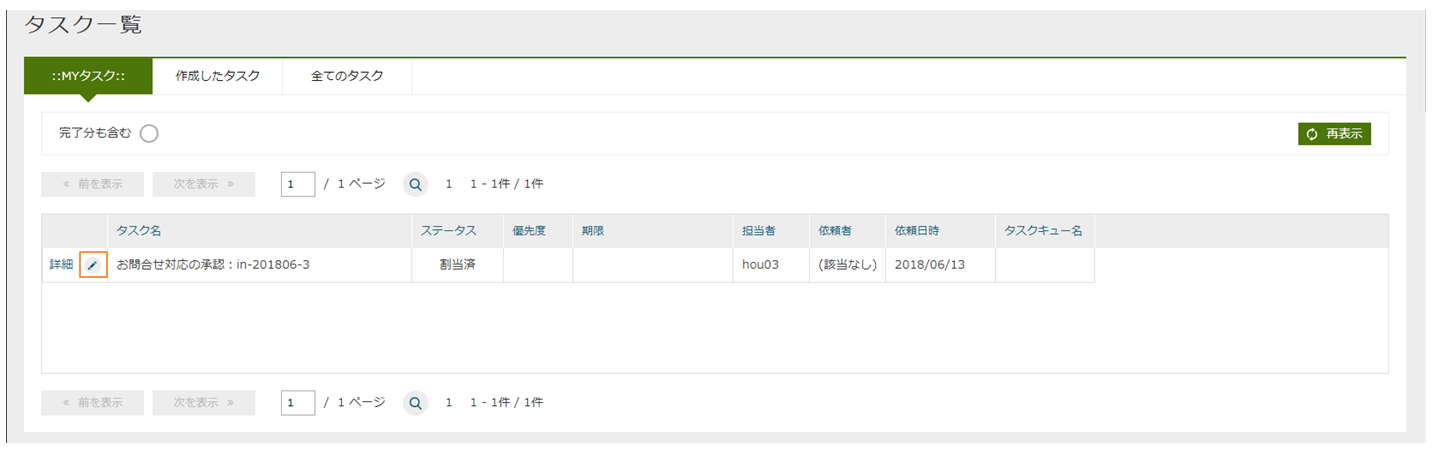 タスク一覧
::MYタスク:: 作成したタスク 全てのタスク
完了分も含む 再表示
« 前を表示 次を表示 » 1 / 1 ページ 1 1 - 1件 / 1件
タスク名 ステータス 優先度 期限 担当者 依頼者 依頼日時 タスクキュー名
詳細 お問合せ対応の承認：in-201806-3 割当済 hou03 (該当なし) 2018/06/13
« 前を表示 次を表示 » 1 / 1 ページ 1 1 - 1件 / 1件